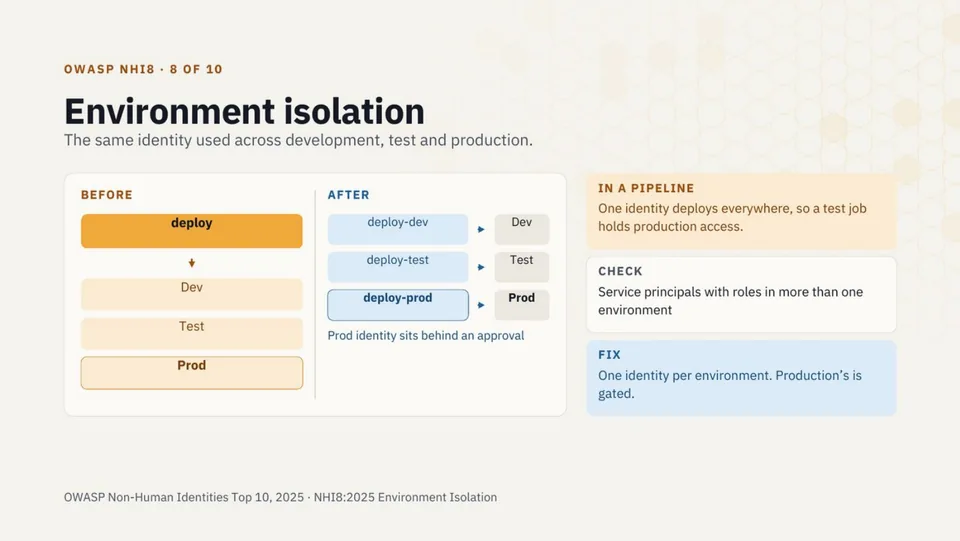 OWASP NHI8 · 8 OF 10
Environment isolation
The same identity used across development, test and production.
BEFORE
deploy
Dev
Test
Prod
AFTER
deploy-dev
Dev
deploy-test
Test
deploy-prod
Prod
Prod identity sits behind an approval
IN A PIPELINE
One identity deploys everywhere, so a test job
holds production access.
CHECK
Service principals with roles in more than one
environment
FIX
One identity per environment. Production’s is
gated.
OWASP Non-Human Identities Top 10, 2025 · NHI8:2025 Environment Isolation